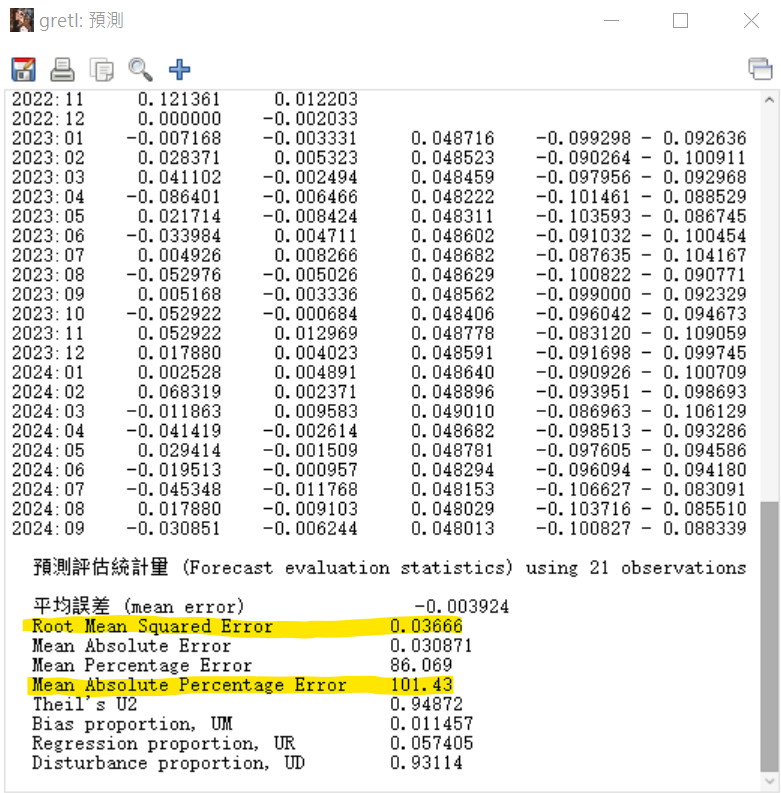 gretl: 預測
2022:11 0.121361 0.012203
2022:12 0.000000 -0.002033
2023:01 -0.007168 -0.003331 0.048716 -0.099298 - 0.092636
2023:02 0.028371 0.005323 0.048523 -0.090264 - 0.100911
2023:03 0.041102 -0.002494 0.048459 -0.097956 - 0.092968
2023:04 -0.086401 -0.006466 0.048222 -0.101461 - 0.088529
2023:05 0.021714 -0.008424 0.048311 -0.103593 - 0.086745
2023:06 -0.033984 0.004711 0.048602 -0.091032 - 0.100454
2023:07 0.004926 0.008266 0.048682 -0.087635 - 0.104167
2023:08 -0.052976 -0.005026 0.048629 -0.100822 - 0.090771
2023:09 0.005168 -0.003336 0.048562 -0.099000 - 0.092329
2023:10 -0.052922 -0.000684 0.048406 -0.096042 - 0.094673
2023:11 0.052922 0.012969 0.048778 -0.083120 - 0.109059
2023:12 0.017880 0.004023 0.048591 -0.091698 - 0.099745
2024:01 0.002528 0.004891 0.048640 -0.090926 - 0.100709
2024:02 0.068319 0.002371 0.048896 -0.093951 - 0.098693
2024:03 -0.011863 0.009583 0.049010 -0.086963 - 0.106129
2024:04 -0.041419 -0.002614 0.048682 -0.098513 - 0.093286
2024:05 0.029414 -0.001509 0.048781 -0.097605 - 0.094586
2024:06 -0.019513 -0.000957 0.048294 -0.096094 - 0.094180
2024:07 -0.045348 -0.011768 0.048153 -0.106627 - 0.083091
2024:08 0.017880 -0.009103 0.048029 -0.103716 - 0.085510
2024:09 -0.030851 -0.006244 0.048013 -0.100827 - 0.088339
預測評估統計量 (Forecast evaluation statistics) using 21 observations
平均誤差 (mean error) -0.003924
Root Mean Squared Error 0.03666
Mean Absolute Error 0.030871
Mean Percentage Error 86.069
Mean Absolute Percentage Error 101.43
Theil's U2 0.94872
Bias proportion, UM 0.011457
Regression proportion, UR 0.057405
Disturbance proportion, UD 0.93114